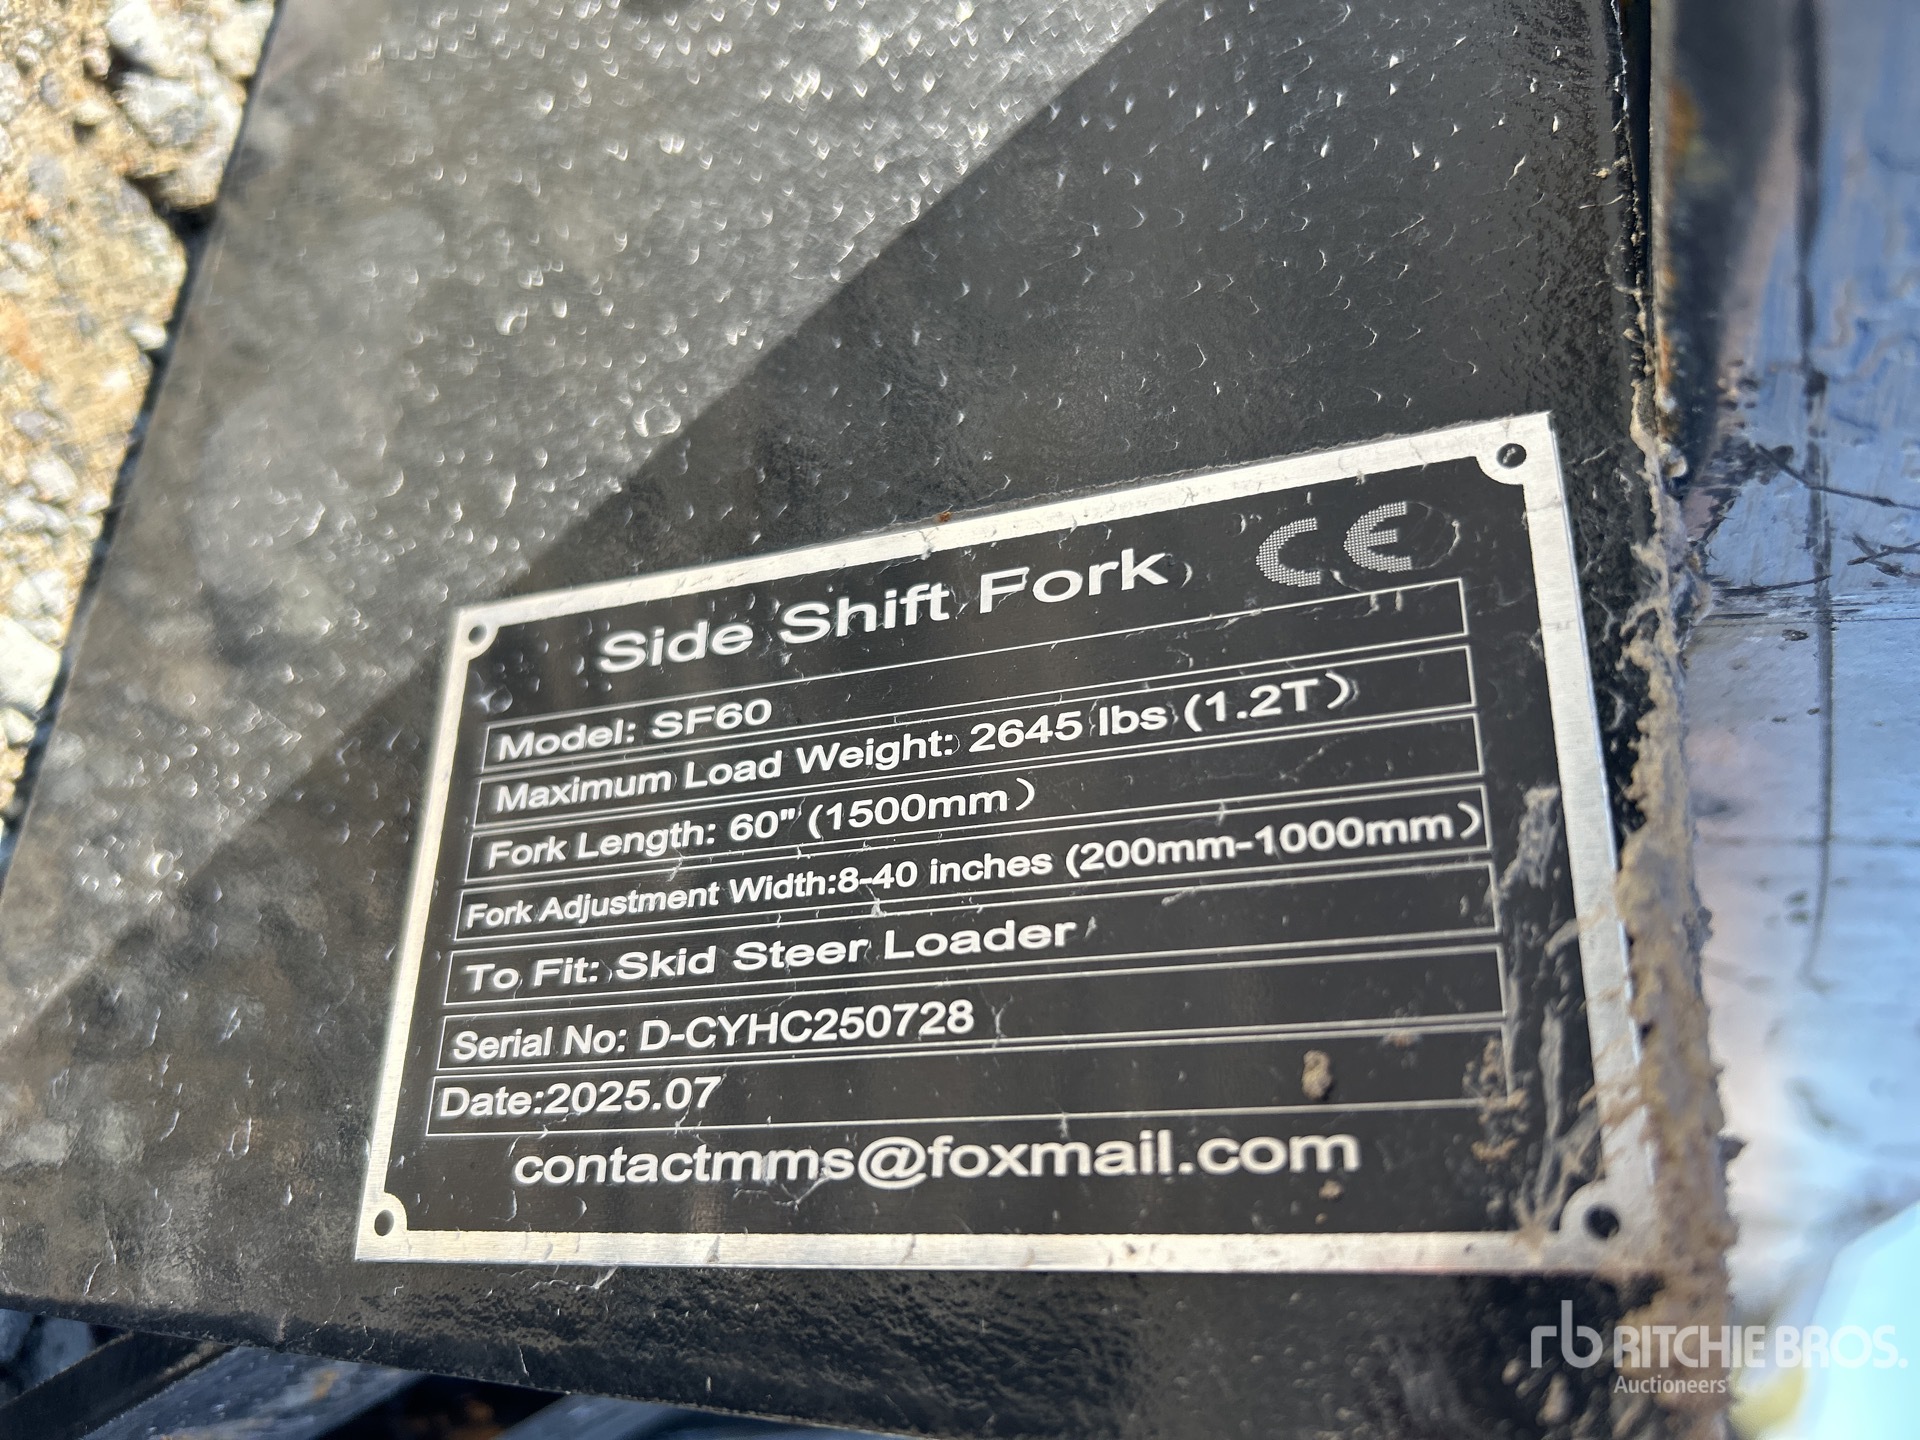 Side Shift Fork CE
Model: SF60
Maximum Load Weight: 2645 lbs (1.2T)
Fork Length: 60" (1500mm)
Fork Adjustment Width:8-40 inches (200mm-1000mm)
To Fit: Skid Steer Loader
Serial No: D-CYHC250728
Date:2025.07
contactmms@foxmail.com
rb RITCHIE BROS.
Auctioneers